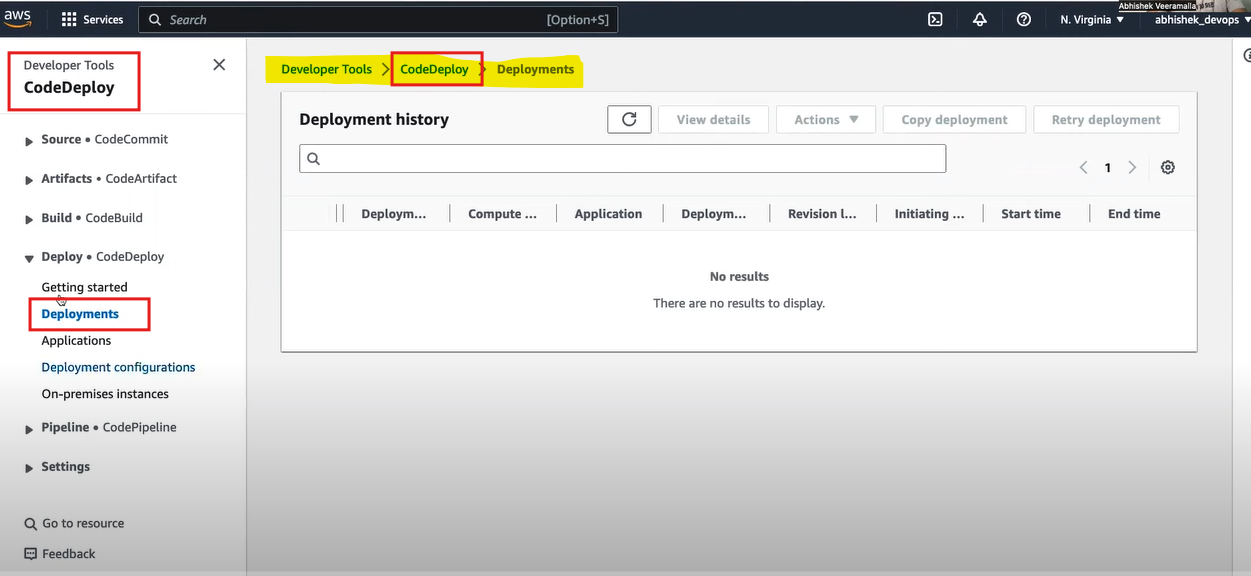 Abhishek Veeramalla
aws Services Search [Option+S] N. Virginia abhishek_devops
Developer Tools
CodeDeploy
Source • CodeCommit
Artifacts • CodeArtifact
Build • CodeBuild
Deploy • CodeDeploy
Getting started
Deployments
Applications
Deployment configurations
On-premises instances
Pipeline • CodePipeline
Settings
Go to resource
Feedback
Developer Tools > CodeDeploy > Deployments
Deployment history
View details Actions Copy deployment Retry deployment
1
Deploym... Compute ... Application Deploym... Revision l... Initiating ... Start time End time
No results
There are no results to display.